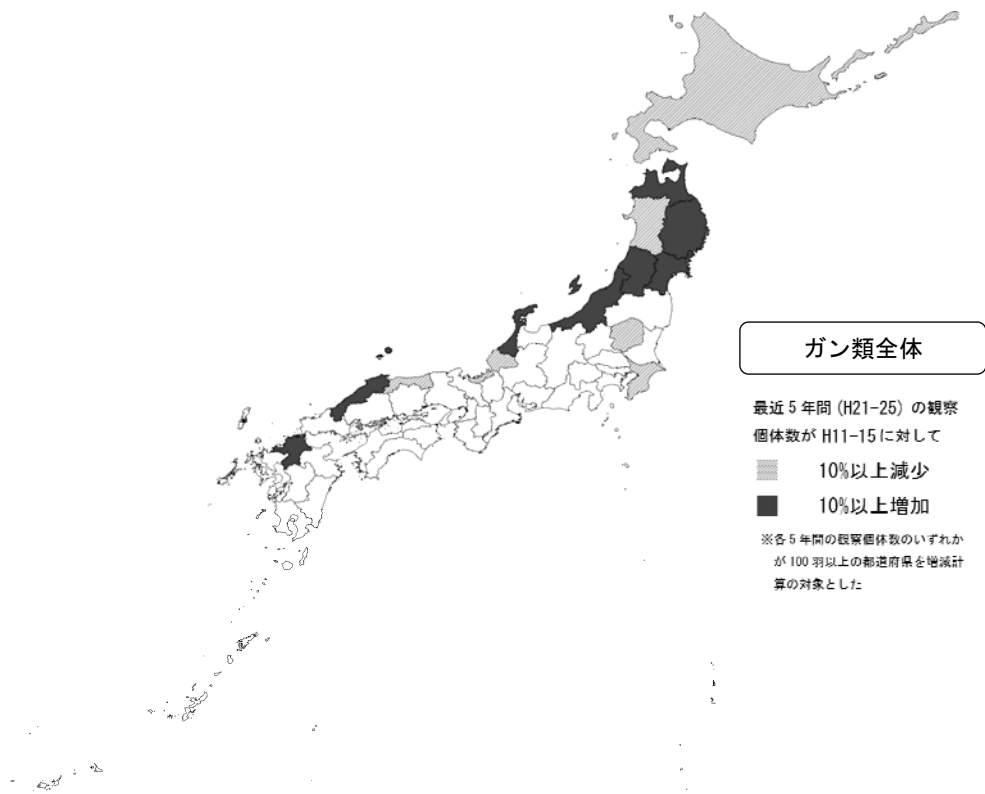 ガン類全体
最近5年間(H21-25)の観察
個体数がH11-15に対して
10%以上減少
10%以上増加
※各5年間の観察個体数のいずれか
が100羽以上の都道府県を増減計
算の対象とした